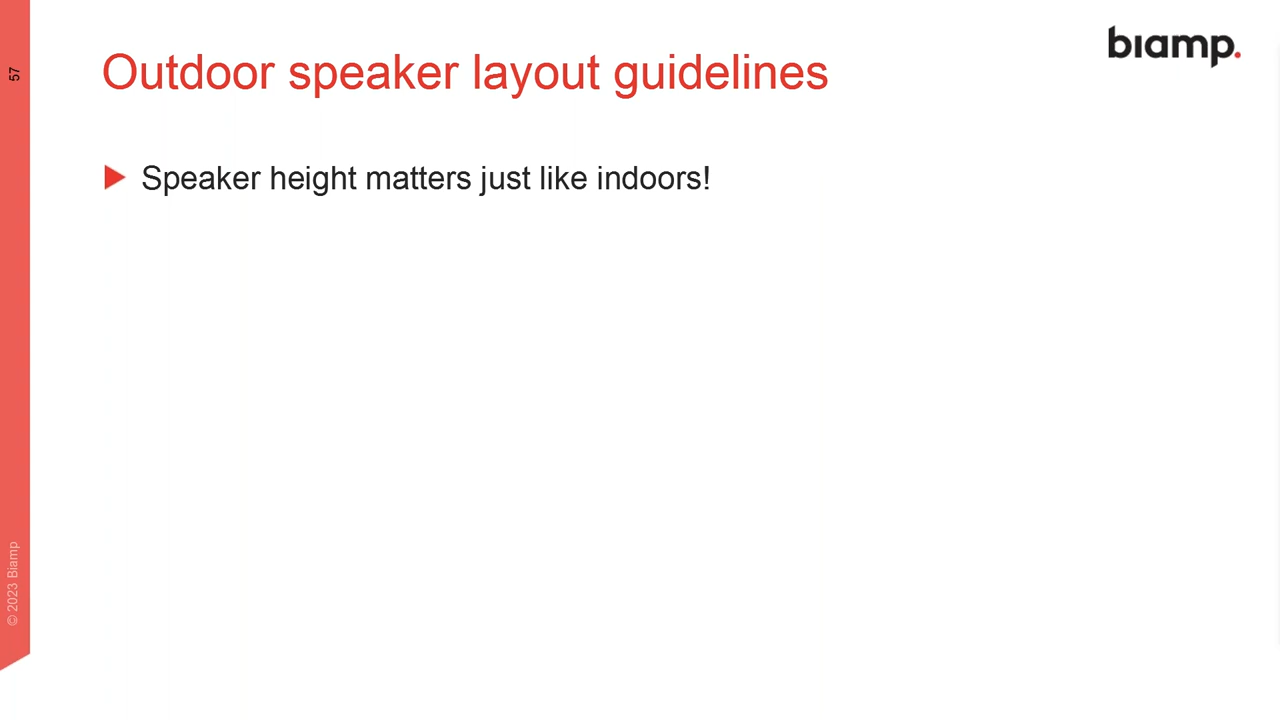 biamp.
57
Outdoor speaker layout guidelines
Speaker height matters just like indoors!
© 2023 Biamp